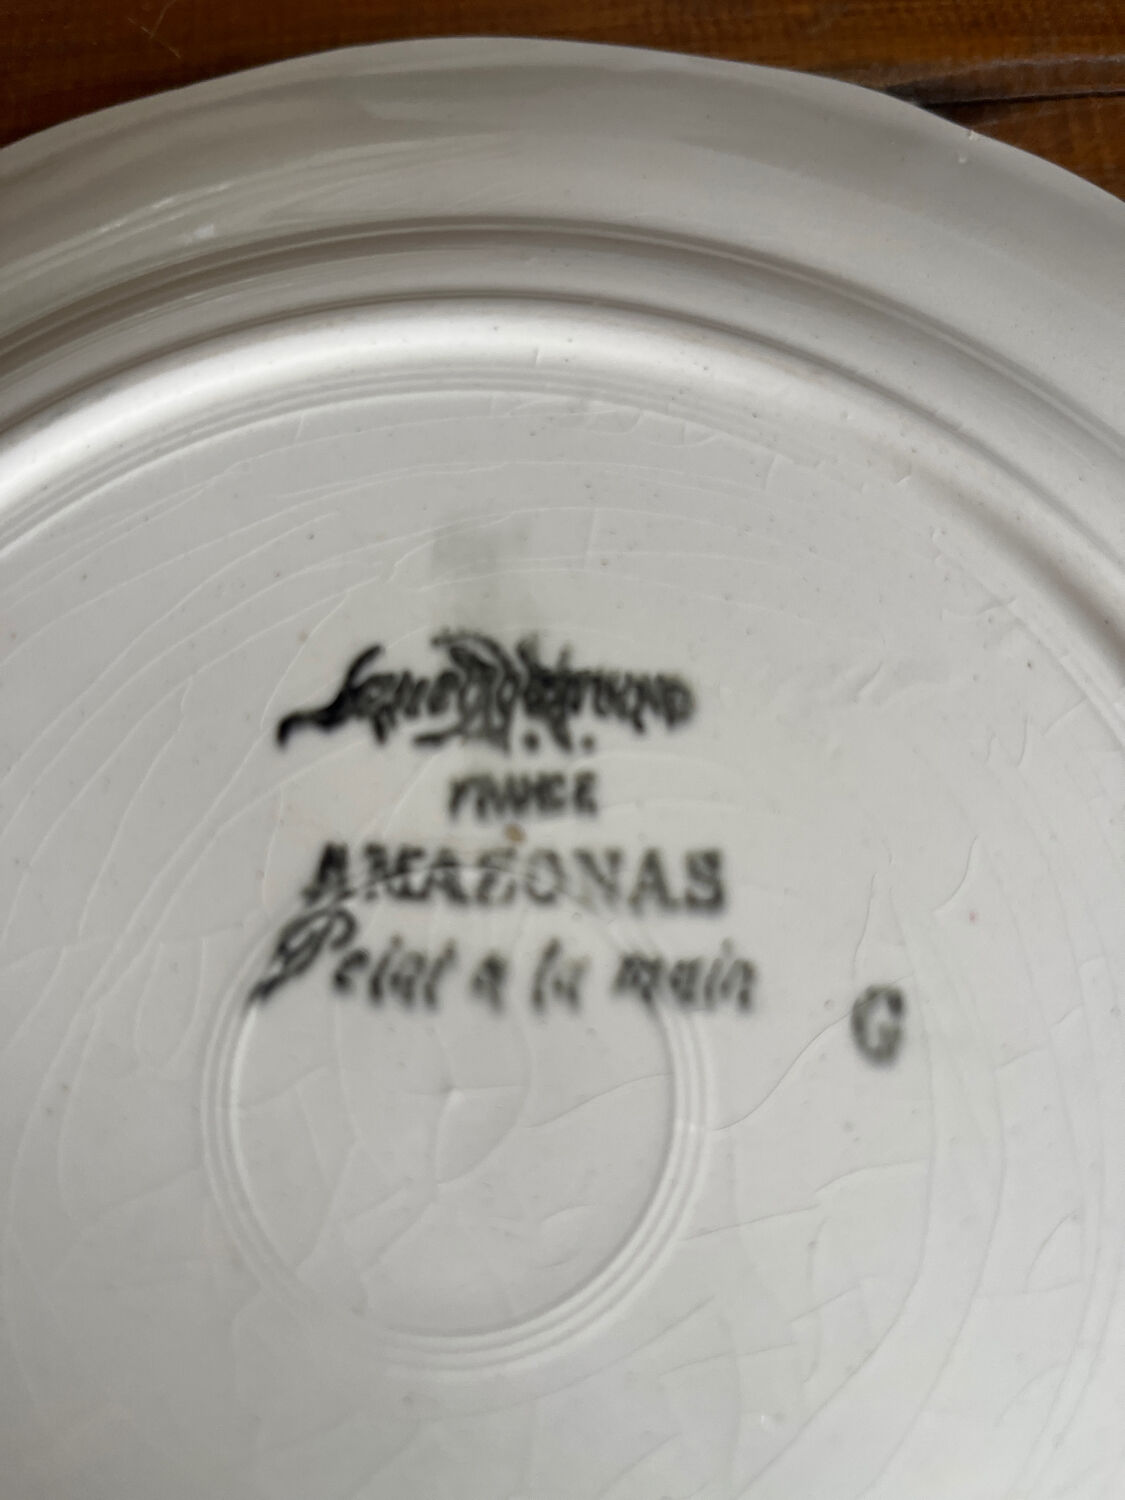 FRANCE
AMAZONAS
Peint a la main
G